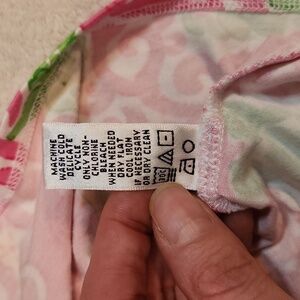 MACHINE
WASH COLD
DELICATE
CYCLE
ONLY NON-
CHLORINE
BLEACH
WHEN NEEDED
DRY FLAT
COOL IRON
IF NECESSARY
OR DRY CLEAN